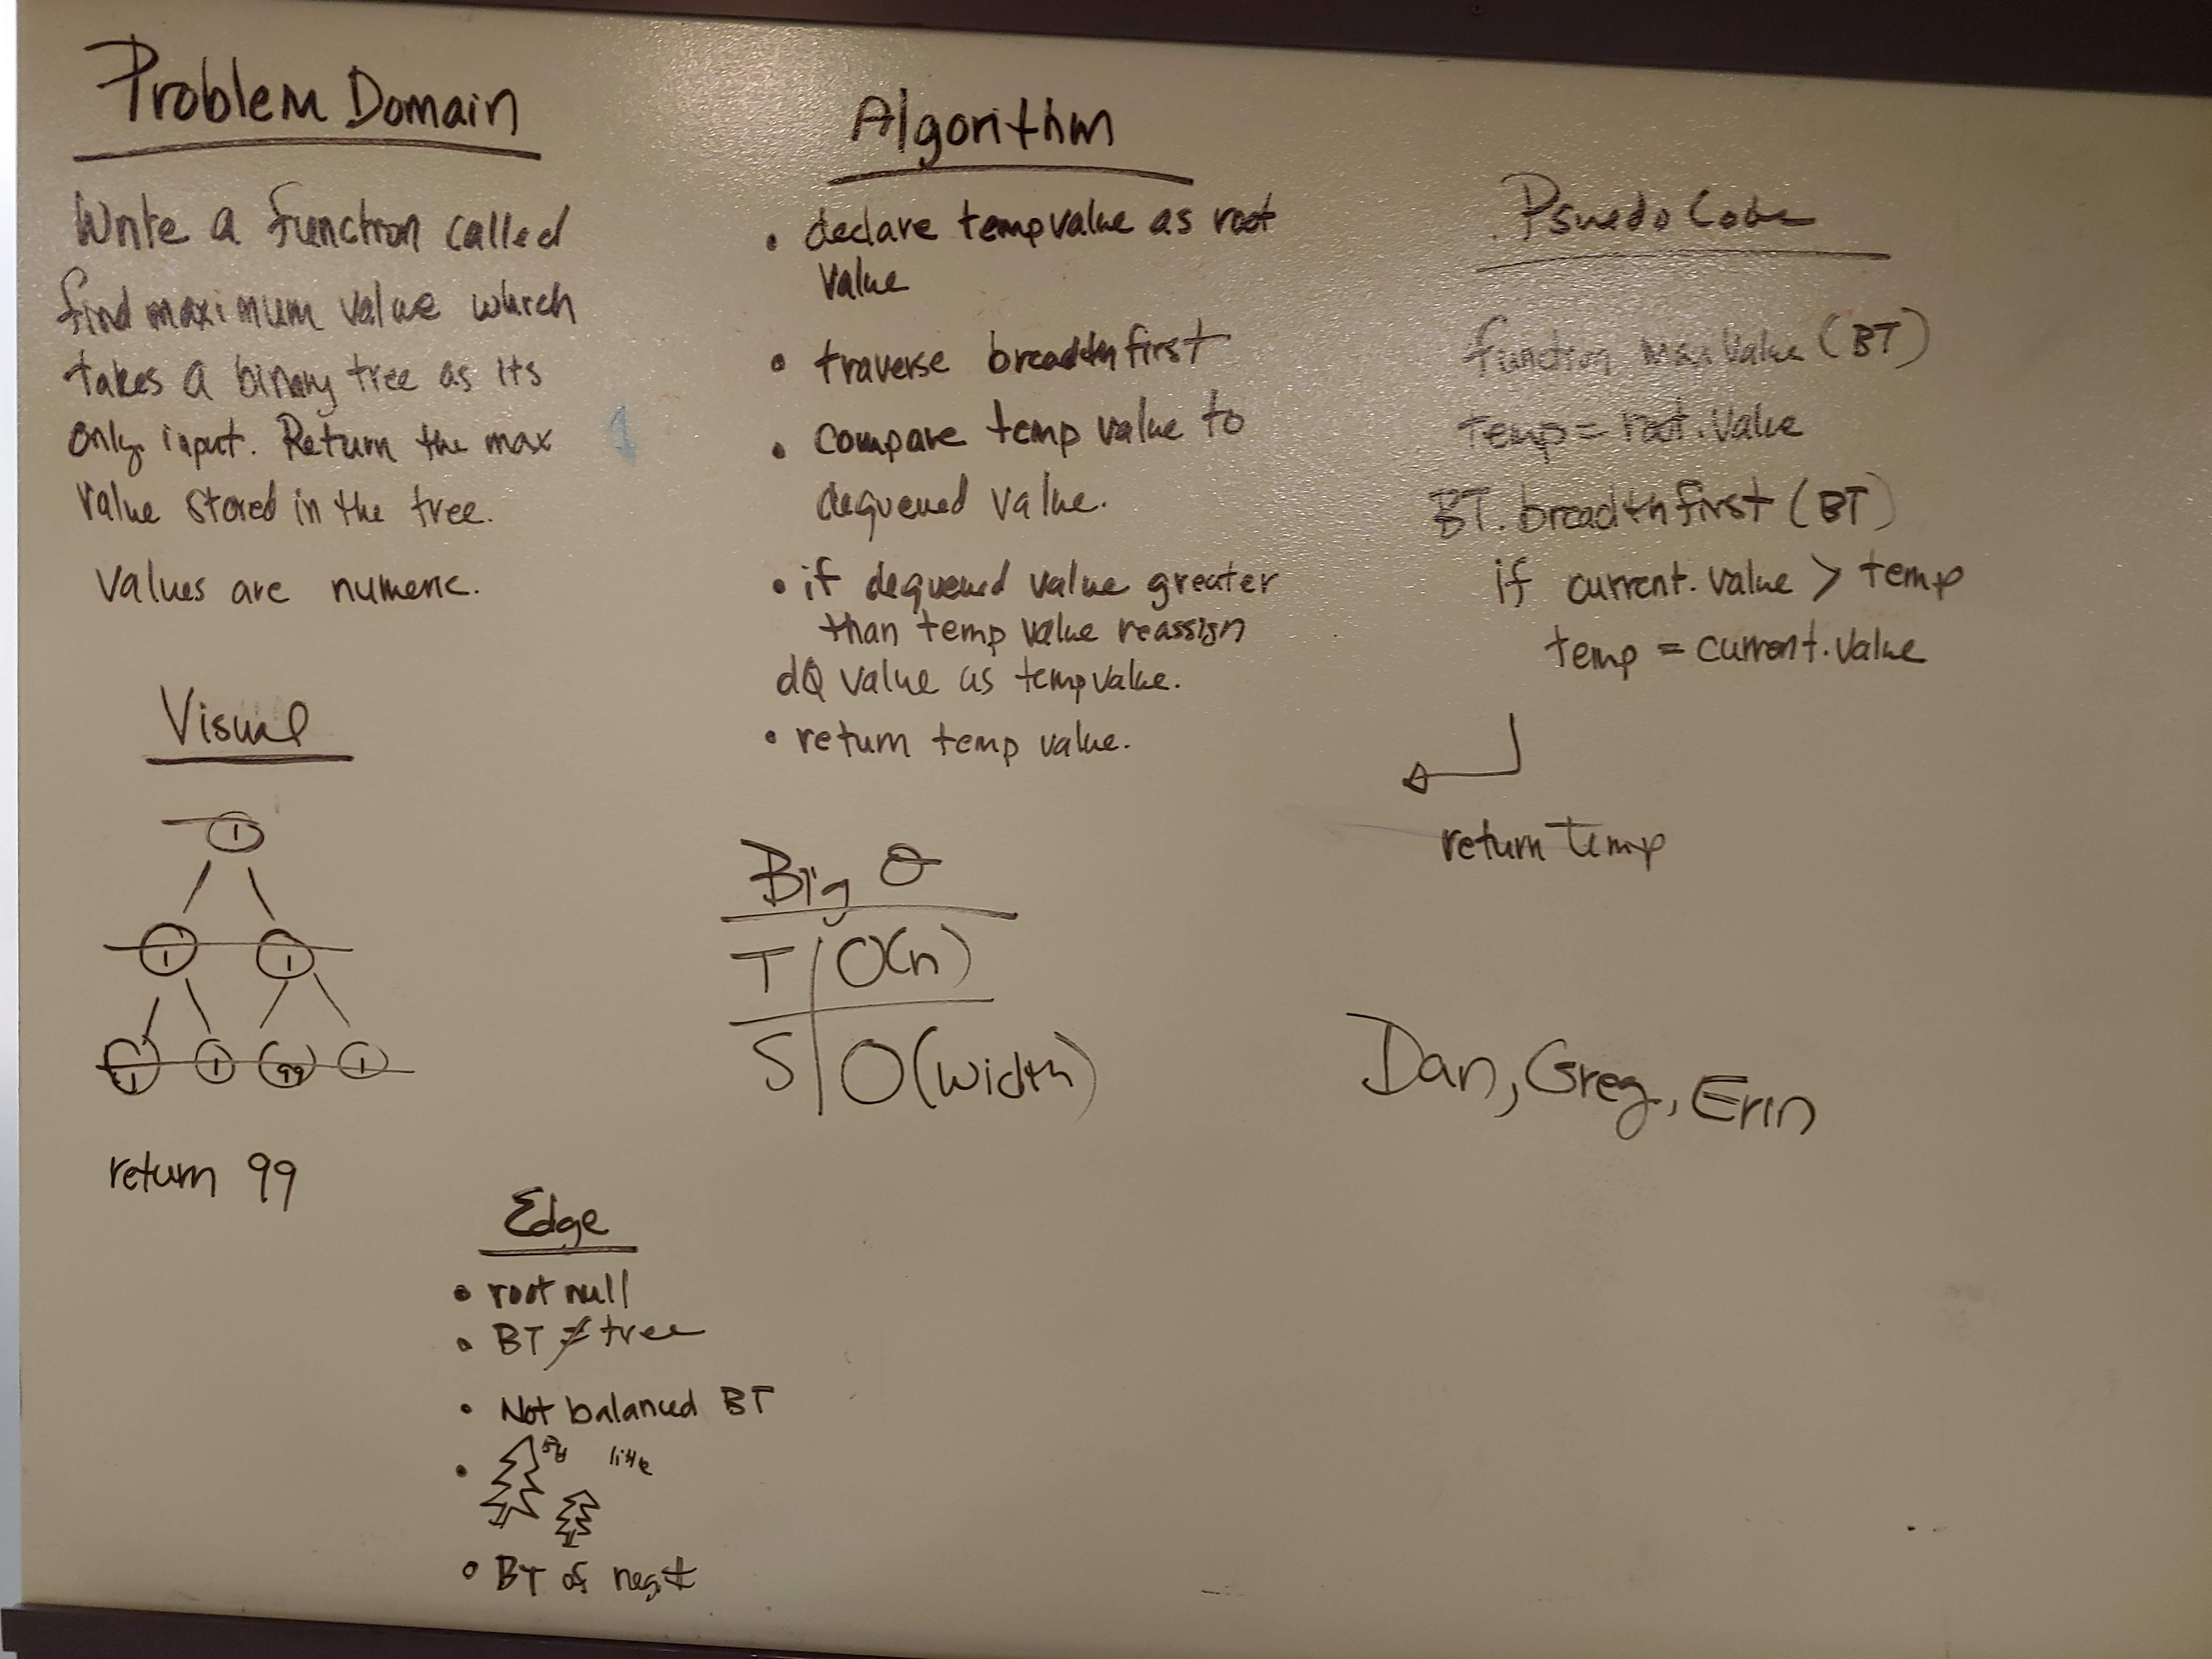 Problem Domain
Write a function called
find maximum value which
takes a binary tree as its
only input. Return the max
value stored in the tree.
Values are numeric.
Visual
1
1 1
1 1 99 1
return 99
Edge
• root null
• BT ≠ tree
• Not balanced BT
• little
• BT of neg #
Algorithm
• declare tempvalue as root
value
• traverse breadth first
• compare temp value to
dequeued value.
• if dequeued value greater
than temp value reassign
dQ value as tempvalue.
• return temp value.
Big O
T O(n)
S O(width)
Psuedo Code
function maxValue (BT)
temp = root.value
BT. breadth first (BT)
if current.value > temp
temp = current.value
return temp
Dan, Greg, Erin